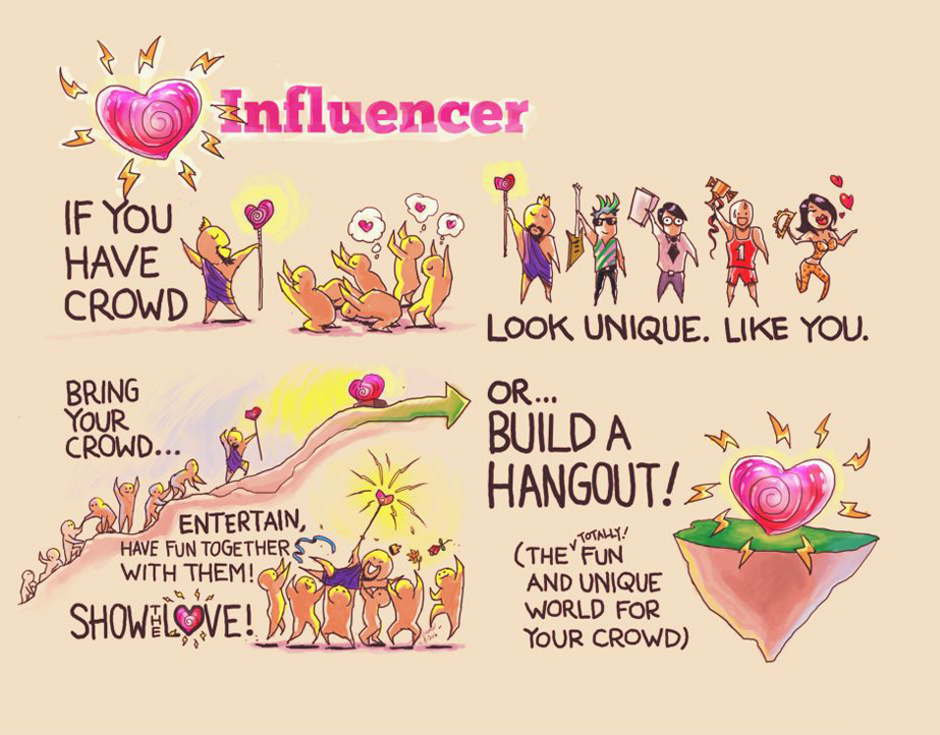 Influencer
IF YOU
HAVE
CROWD
1
LOOK UNIQUE. LIKE YOU.
BRING
YOUR
CROWD...
ENTERTAIN,
HAVE FUN TOGETHER
WITH THEM!
SHOW THE LOVE!
OR...
BUILD A
HANGOUT!
(THE TOTALLY! FUN
AND UNIQUE
WORLD FOR
YOUR CROWD)